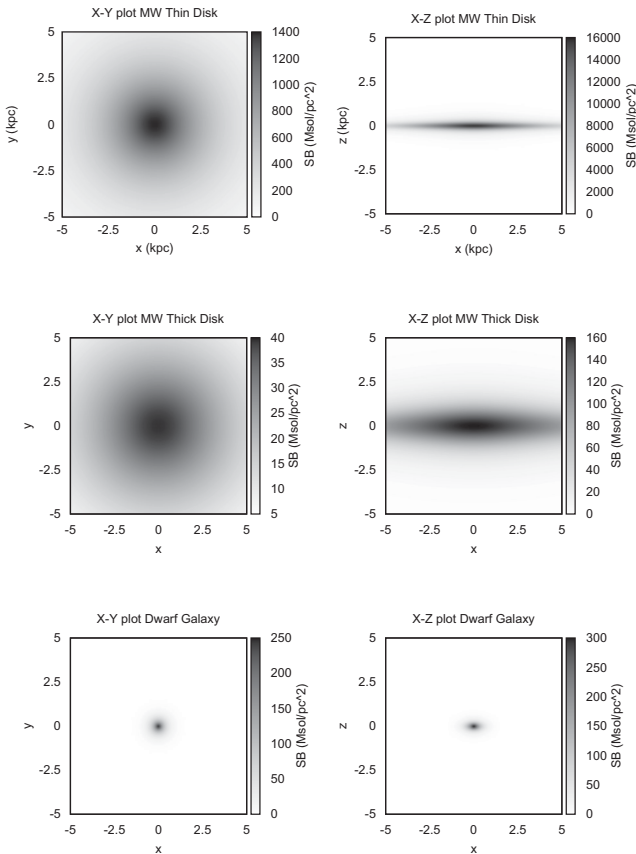 X-Y plot MW Thin Disk
5
2.5
0
-2.5
-5
y (kpc)
-5 -2.5 0 2.5 5
x (kpc)
1400
1200
1000
800
600
400
200
0
SB (Msol/pc^2)
X-Z plot MW Thin Disk
5
2.5
0
-2.5
-5
z (kpc)
-5 -2.5 0 2.5 5
x (kpc)
16000
14000
12000
10000
8000
6000
4000
2000
0
SB (Msol/pc^2)
X-Y plot MW Thick Disk
5
2.5
0
-2.5
-5
y
-5 -2.5 0 2.5 5
x
40
35
30
25
20
15
10
5
SB (Msol/pc^2)
X-Z plot MW Thick Disk
5
2.5
0
-2.5
-5
z
-5 -2.5 0 2.5 5
x
160
140
120
100
80
60
40
20
0
SB (Msol/pc^2)
X-Y plot Dwarf Galaxy
5
2.5
0
-2.5
-5
y
-5 -2.5 0 2.5 5
x
250
200
150
100
50
0
SB (Msol/pc^2)
X-Z plot Dwarf Galaxy
5
2.5
0
-2.5
-5
z
-5 -2.5 0 2.5 5
x
300
250
200
150
100
50
0
SB (Msol/pc^2)